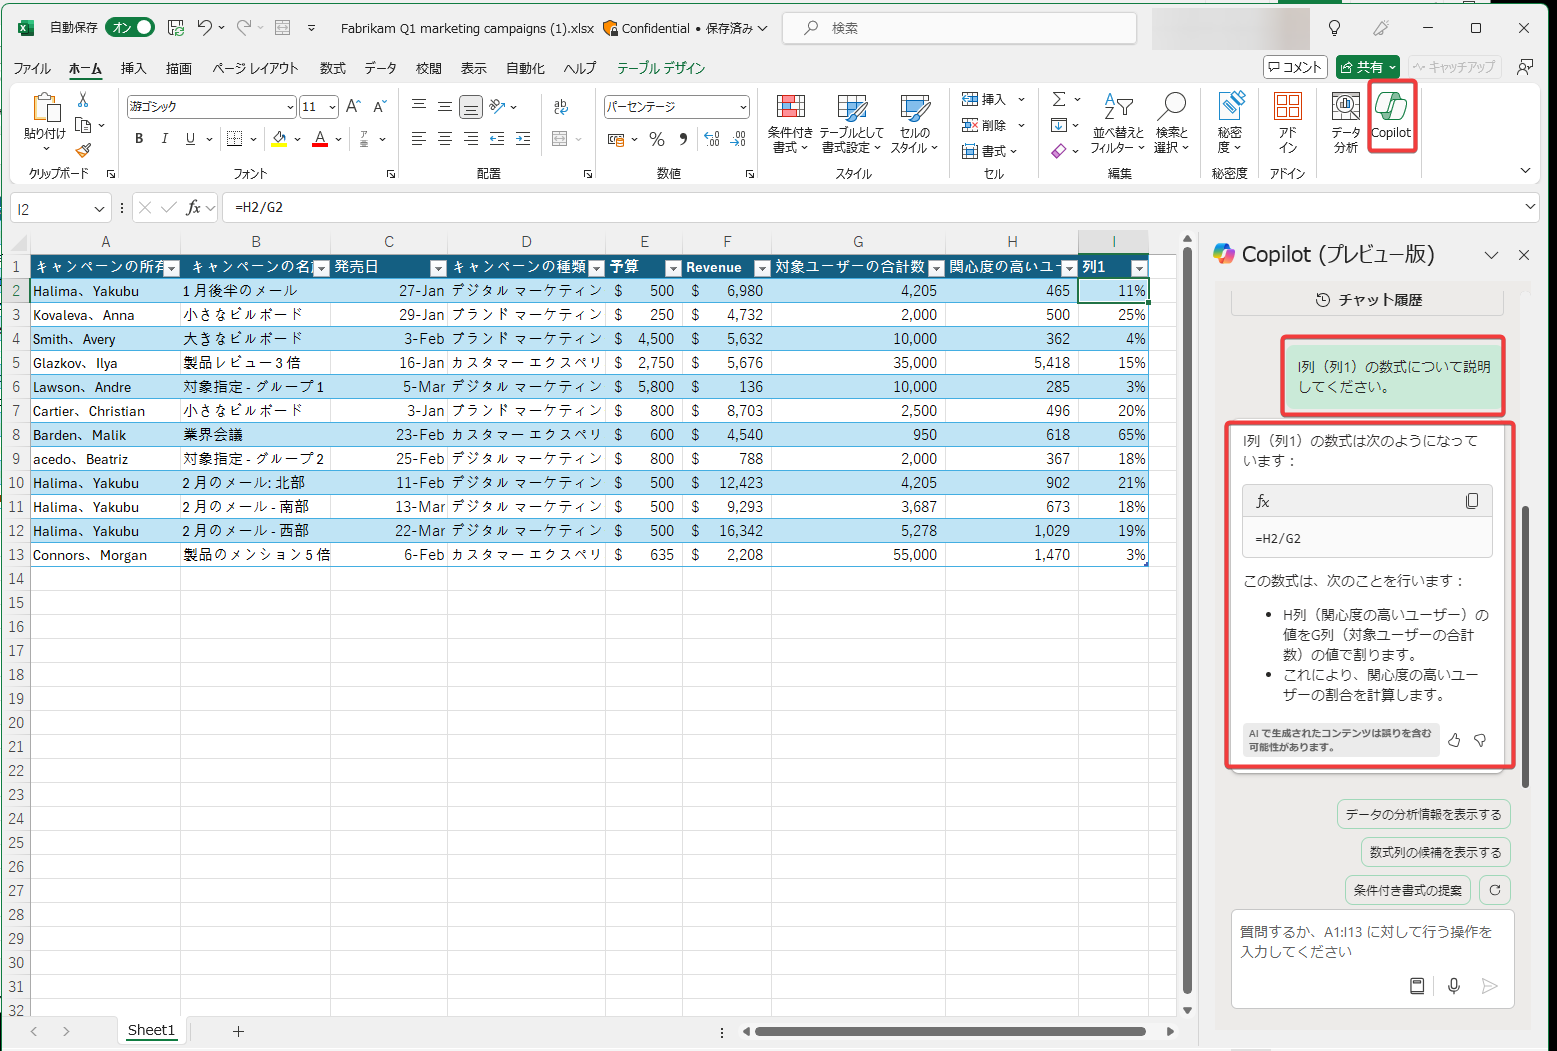 自動保存 オン Fabrikam Q1 marketing campaigns (1).xlsx Confidential • 保存済み 検索
ファイル ホーム 挿入 描画 ページ レイアウト 数式 データ 校閲 表示 自動化 ヘルプ テーブル デザイン コメント 共有 キャッチアップ
貼り付け
クリップボード
游ゴシック 11
B I U
フォント
配置
パーセンテージ
数値
条件付き
書式
テーブルとして
書式設定
セルの
スタイル
スタイル
挿入
削除
書式
セル
並べ替えと
フィルター
検索と
選択
編集
秘密
度
秘密度
アド
イン
アドイン
データ
分析
Copilot
I2 fx =H2/G2
A B C D E F G H I
1 キャンペーンの所有 キャンペーンの名 発売日 キャンペーンの種類 予算 Revenue 対象ユーザーの合計数 関心度の高いユー 列1
2 Halima、Yakubu 1 月後半のメール 27-Jan デジタル マーケティン $ 500 $ 6,980 4,205 465 11%
3 Kovaleva、Anna 小さなビルボード 29-Jan ブランド マーケティン $ 250 $ 4,732 2,000 500 25%
4 Smith、Avery 大きなビルボード 3-Feb ブランド マーケティン $ 4,500 $ 5,632 10,000 362 4%
5 Glazkov、Ilya 製品レビュー 3 倍 16-Jan カスタマー エクスペリ $ 2,750 $ 5,676 35,000 5,418 15%
6 Lawson、Andre 対象指定 - グループ 1 5-Mar デジタル マーケティン $ 5,800 $ 136 10,000 285 3%
7 Cartier、Christian 小さなビルボード 3-Jan ブランド マーケティン $ 800 $ 8,703 2,500 496 20%
8 Barden、Malik 業界会議 23-Feb カスタマー エクスペリ $ 600 $ 4,540 950 618 65%
9 acedo、Beatriz 対象指定 - グループ 2 25-Feb デジタル マーケティン $ 800 $ 788 2,000 367 18%
10 Halima、Yakubu 2 月のメール: 北部 11-Feb デジタル マーケティン $ 500 $ 12,423 4,205 902 21%
11 Halima、Yakubu 2 月のメール - 南部 13-Mar デジタル マーケティン $ 500 $ 9,293 3,687 673 18%
12 Halima、Yakubu 2 月のメール - 西部 22-Mar デジタル マーケティン $ 500 $ 16,342 5,278 1,029 19%
13 Connors、Morgan 製品のメンション 5 倍 6-Feb カスタマー エクスペリ $ 635 $ 2,208 55,000 1,470 3%
14
15
16
17
18
19
20
21
22
23
24
25
26
27
28
29
30
31
32
Sheet1
Copilot (プレビュー版)
チャット履歴
I列（列1）の数式について説明
してください。
I列（列1）の数式は次のようになって
います：
fx
=H2/G2
この数式は、次のことを行います：
• H列（関心度の高いユーザー）の
値をG列（対象ユーザーの合計
数）の値で割ります。
• これにより、関心度の高いユー
ザーの割合を計算します。
AI で生成されたコンテンツは誤りを含む
可能性があります。
データの分析情報を表示する
数式列の候補を表示する
条件付き書式の提案
質問するか、A1:I13 に対して行う操作を
入力してください